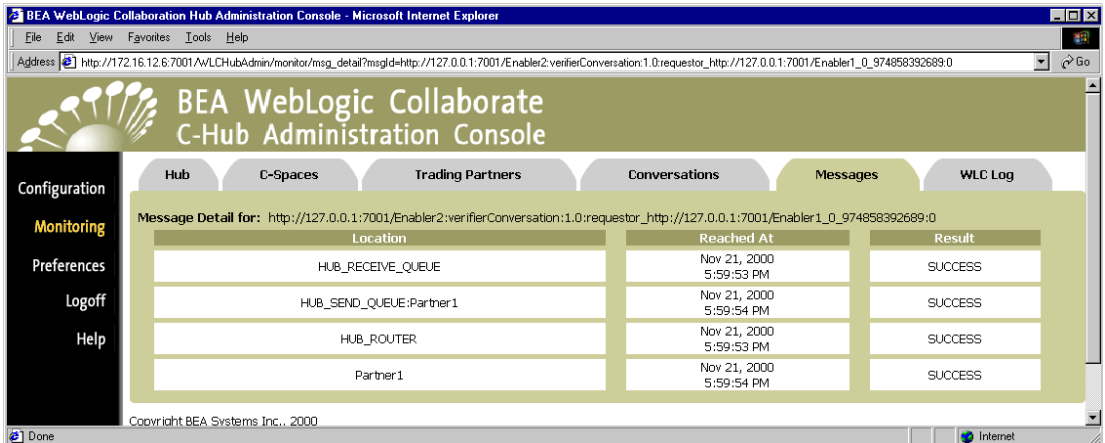 BEA WebLogic Collaboration Hub Administration Console - Microsoft Internet Explorer
File Edit View Favorites Tools Help
Address http://172.16.12.6:7001/WLCHubAdmin/monitor/msg_detail?msgId=http://127.0.0.1:7001/Enabler2:verifierConversation:1.0:requestor_http://127.0.0.1:7001/Enabler1_0_974858392689:0 Go
BEA WebLogic Collaborate
C-Hub Administration Console
Configuration
Monitoring
Preferences
Logoff
Help
Hub C-Spaces Trading Partners Conversations Messages WLC Log
Message Detail for: http://127.0.0.1:7001/Enabler2:verifierConversation:1.0:requestor_http://127.0.0.1:7001/Enabler1_0_974858392689:0
Location Reached At Result
HUB_RECEIVE_QUEUE Nov 21, 2000 5:59:53 PM SUCCESS
HUB_SEND_QUEUE:Partner1 Nov 21, 2000 5:59:54 PM SUCCESS
HUB_ROUTER Nov 21, 2000 5:59:53 PM SUCCESS
Partner1 Nov 21, 2000 5:59:54 PM SUCCESS
Copyright BEA Systems Inc., 2000
Done Internet